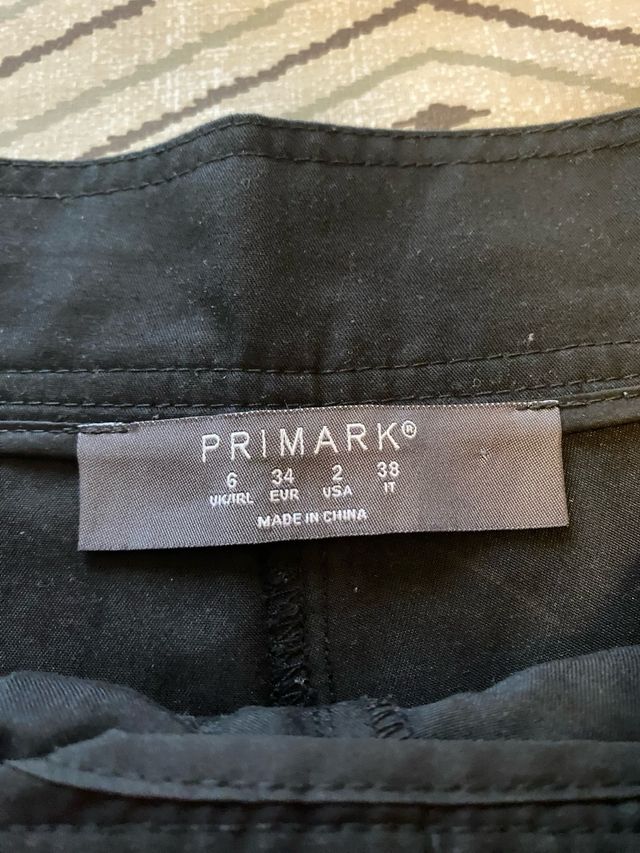 PRIMARK®
6 34 2 38
UK/IRL EUR USA IT
MADE IN CHINA